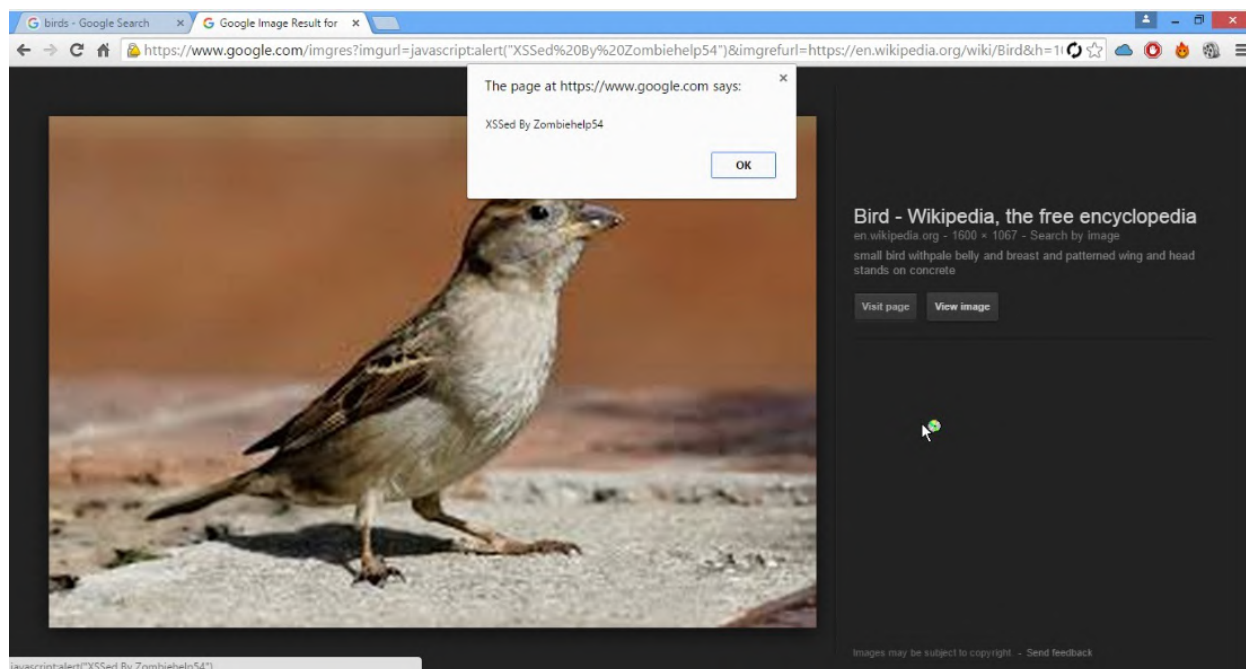 birds - Google Search
Google Image Result for
https://www.google.com/imgres?imgurl=javascript:alert("XSSed%20By%20Zombiehelp54")&imgrefurl=https://en.wikipedia.org/wiki/Bird&h=1
The page at https://www.google.com says:
XSSed By Zombiehelp54
OK
Bird - Wikipedia, the free encyclopedia
en.wikipedia.org - 1600 × 1067 - Search by image
small bird withpale belly and breast and patterned wing and head
stands on concrete
Visit page
View image
Images may be subject to copyright. - Send feedback
javascript:alert("XSSed By Zombiehelp54")